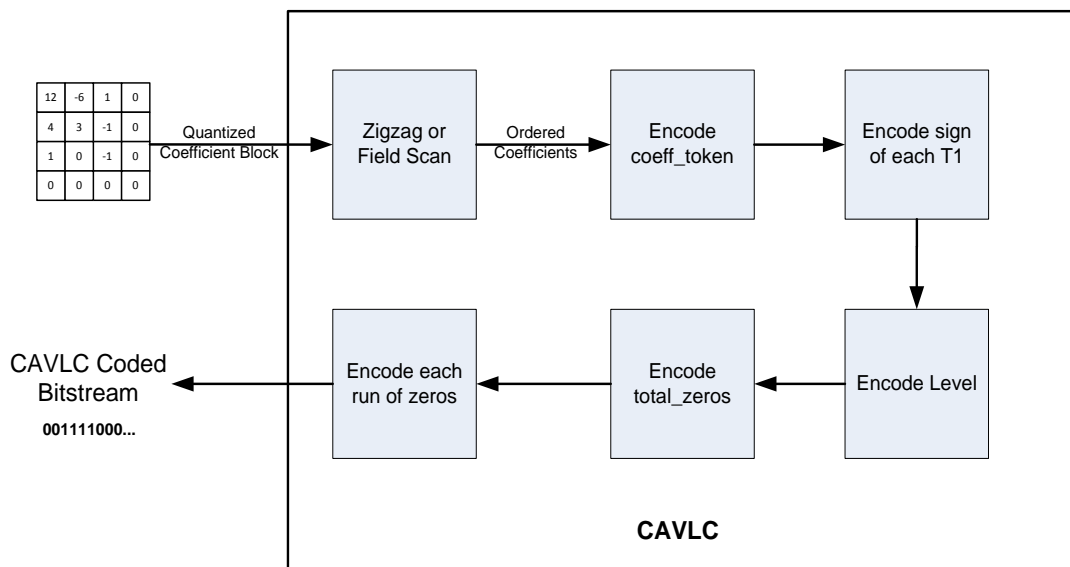 12 -6 1 0
4 3 -1 0
1 0 -1 0
0 0 0 0
Quantized
Coefficient Block
Zigzag or
Field Scan
Ordered
Coefficients
Encode
coeff_token
Encode sign
of each T1
Encode Level
Encode
total_zeros
Encode each
run of zeros
CAVLC Coded
Bitstream
001111000...
CAVLC